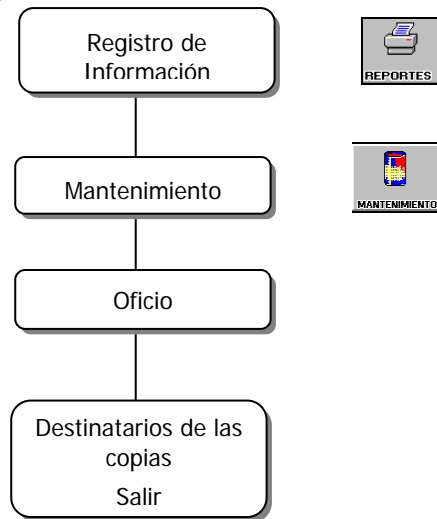 Registro de
Información
REPORTES
Mantenimiento
MANTENIMIENTO
Oficio
Destinatarios de las
copias
Salir